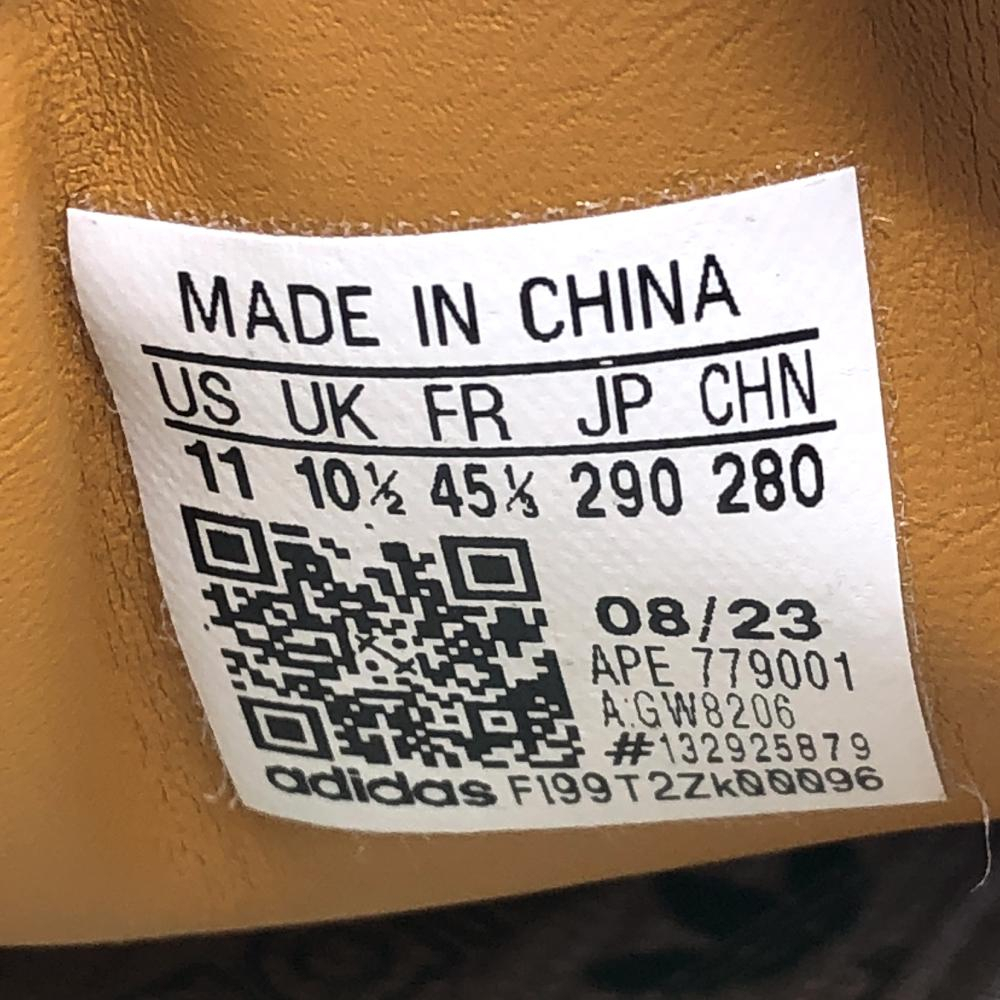 MADE IN CHINA
US UK FR JP CHN
11 10½ 45⅓ 290 280
08/23
APE 779001
A:GW8206
#132925879
adidas F199T2Zk00096